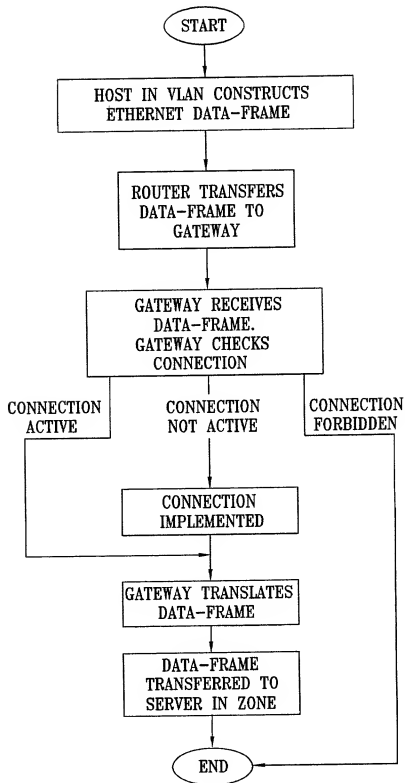 START
HOST IN VLAN CONSTRUCTS
ETHERNET DATA-FRAME
ROUTER TRANSFERS
DATA-FRAME TO
GATEWAY
GATEWAY RECEIVES
DATA-FRAME.
GATEWAY CHECKS
CONNECTION
CONNECTION
ACTIVE
CONNECTION
NOT ACTIVE
CONNECTION
FORBIDDEN
CONNECTION
IMPLEMENTED
GATEWAY TRANSLATES
DATA-FRAME
DATA-FRAME
TRANSFERRED TO
SERVER IN ZONE
END